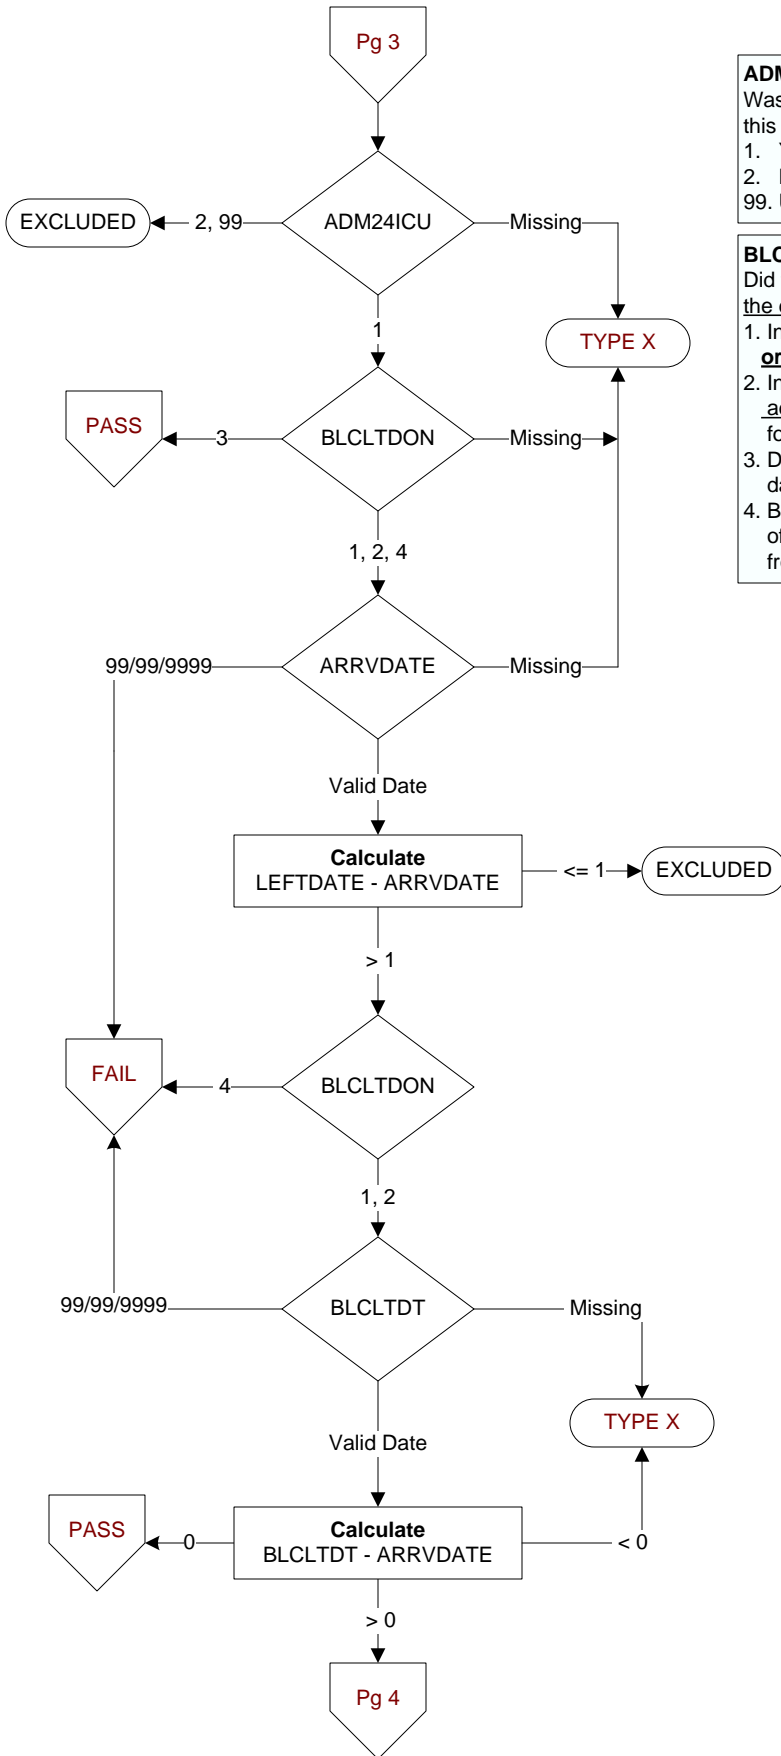 Pg 3
ADM
Was
this
1.
2.
99.
EXCLUDED
2, 99
ADM24ICU
Missing
BLC
Did
the
1. In
or
2. In
fo
3. D
da
4. B
of
fr
1
TYPE X
PASS
3
BLCLTDON
Missing
1, 2, 4
99/99/9999
ARRVDATE
Missing
Valid Date
Calculate
LEFTDATE - ARRVDATE
<= 1
EXCLUDED
> 1
FAIL
4
BLCLTDON
1, 2
99/99/9999
BLCLTDT
Missing
TYPE X
Valid Date
PASS
0
Calculate
BLCLTDT - ARRVDATE
< 0
> 0
Pg 4